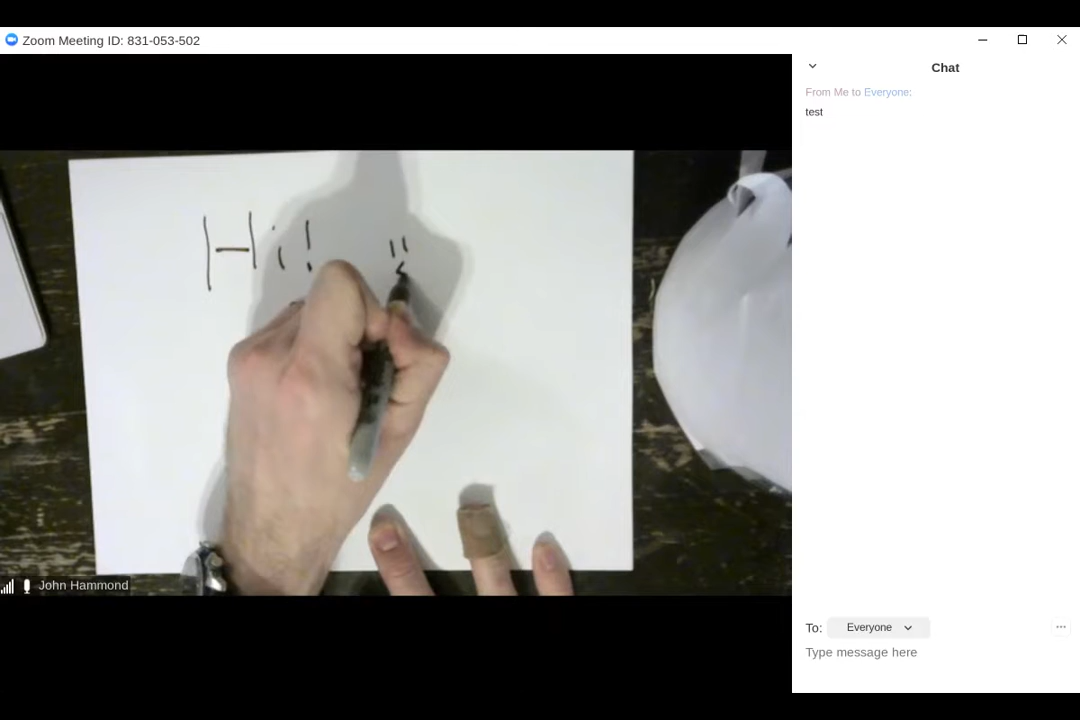 Zoom Meeting ID: 831-053-502
Chat
From Me to Everyone:
test
Hi!
John Hammond
To: Everyone
Type message here